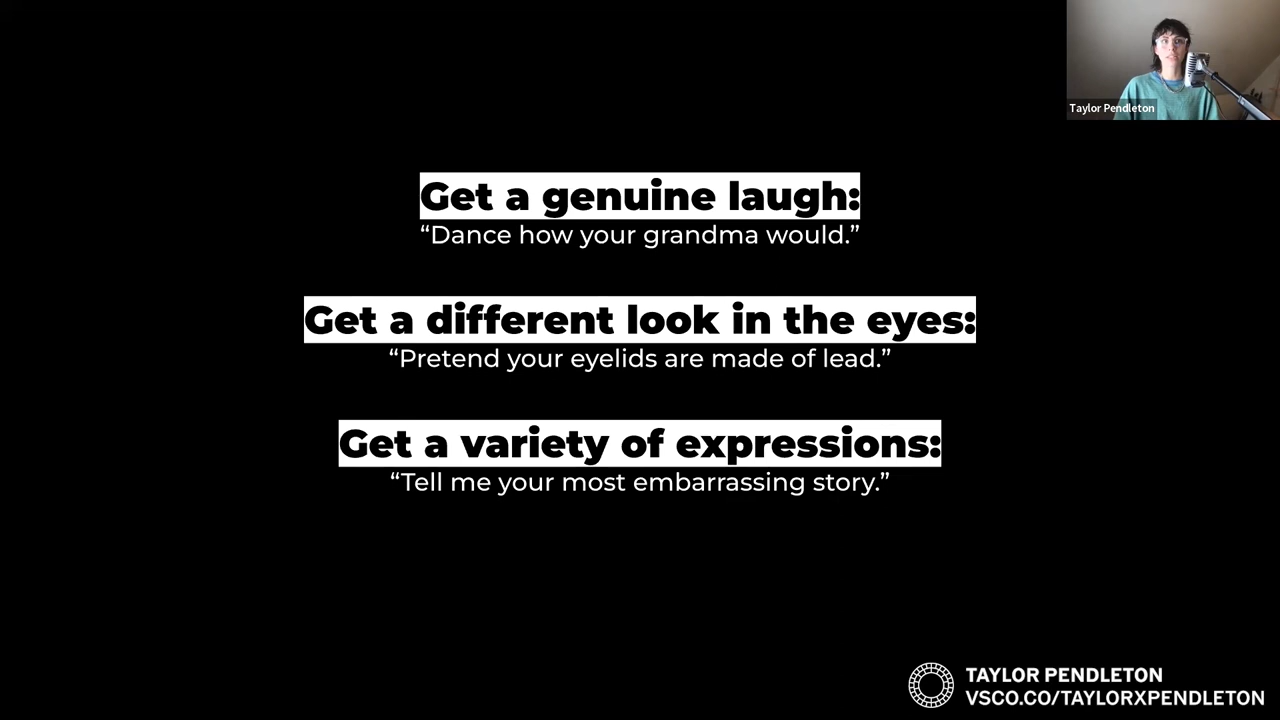 Taylor Pendleton
Get a genuine laugh:
“Dance how your grandma would.”
Get a different look in the eyes:
“Pretend your eyelids are made of lead.”
Get a variety of expressions:
“Tell me your most embarrassing story.”
TAYLOR PENDLETON
VSCO.CO/TAYLORXPENDLETON